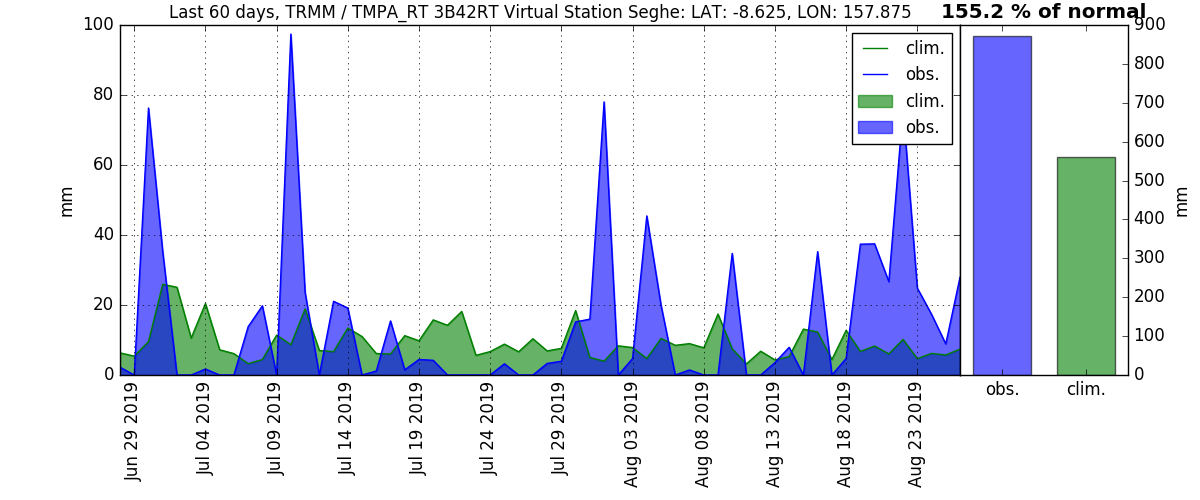 Last 60 days, TRMM / TMPA_RT 3B42RT Virtual Station Seghe: LAT: -8.625, LON: 157.875
155.2 % of normal
100
80
60
40
20
0
mm
clim.
obs.
clim.
obs.
Jun 29 2019
Jul 04 2019
Jul 09 2019
Jul 14 2019
Jul 19 2019
Jul 24 2019
Jul 29 2019
Aug 03 2019
Aug 08 2019
Aug 13 2019
Aug 18 2019
Aug 23 2019
900
800
700
600
500
400
300
200
100
0
mm
obs.
clim.